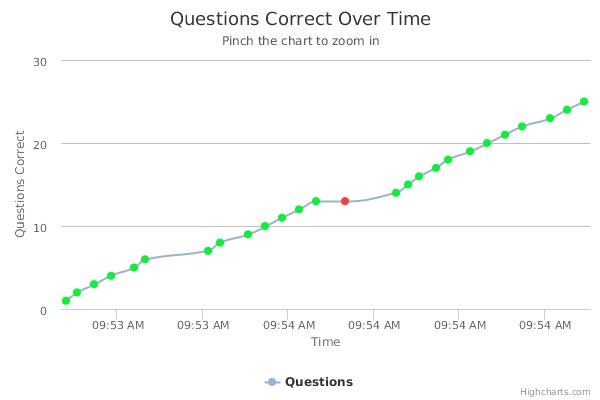 Questions Correct Over Time
Pinch the chart to zoom in
Questions Correct
30
20
10
0
09:53 AM 09:53 AM 09:54 AM 09:54 AM 09:54 AM 09:54 AM
Time
Questions
Highcharts.com